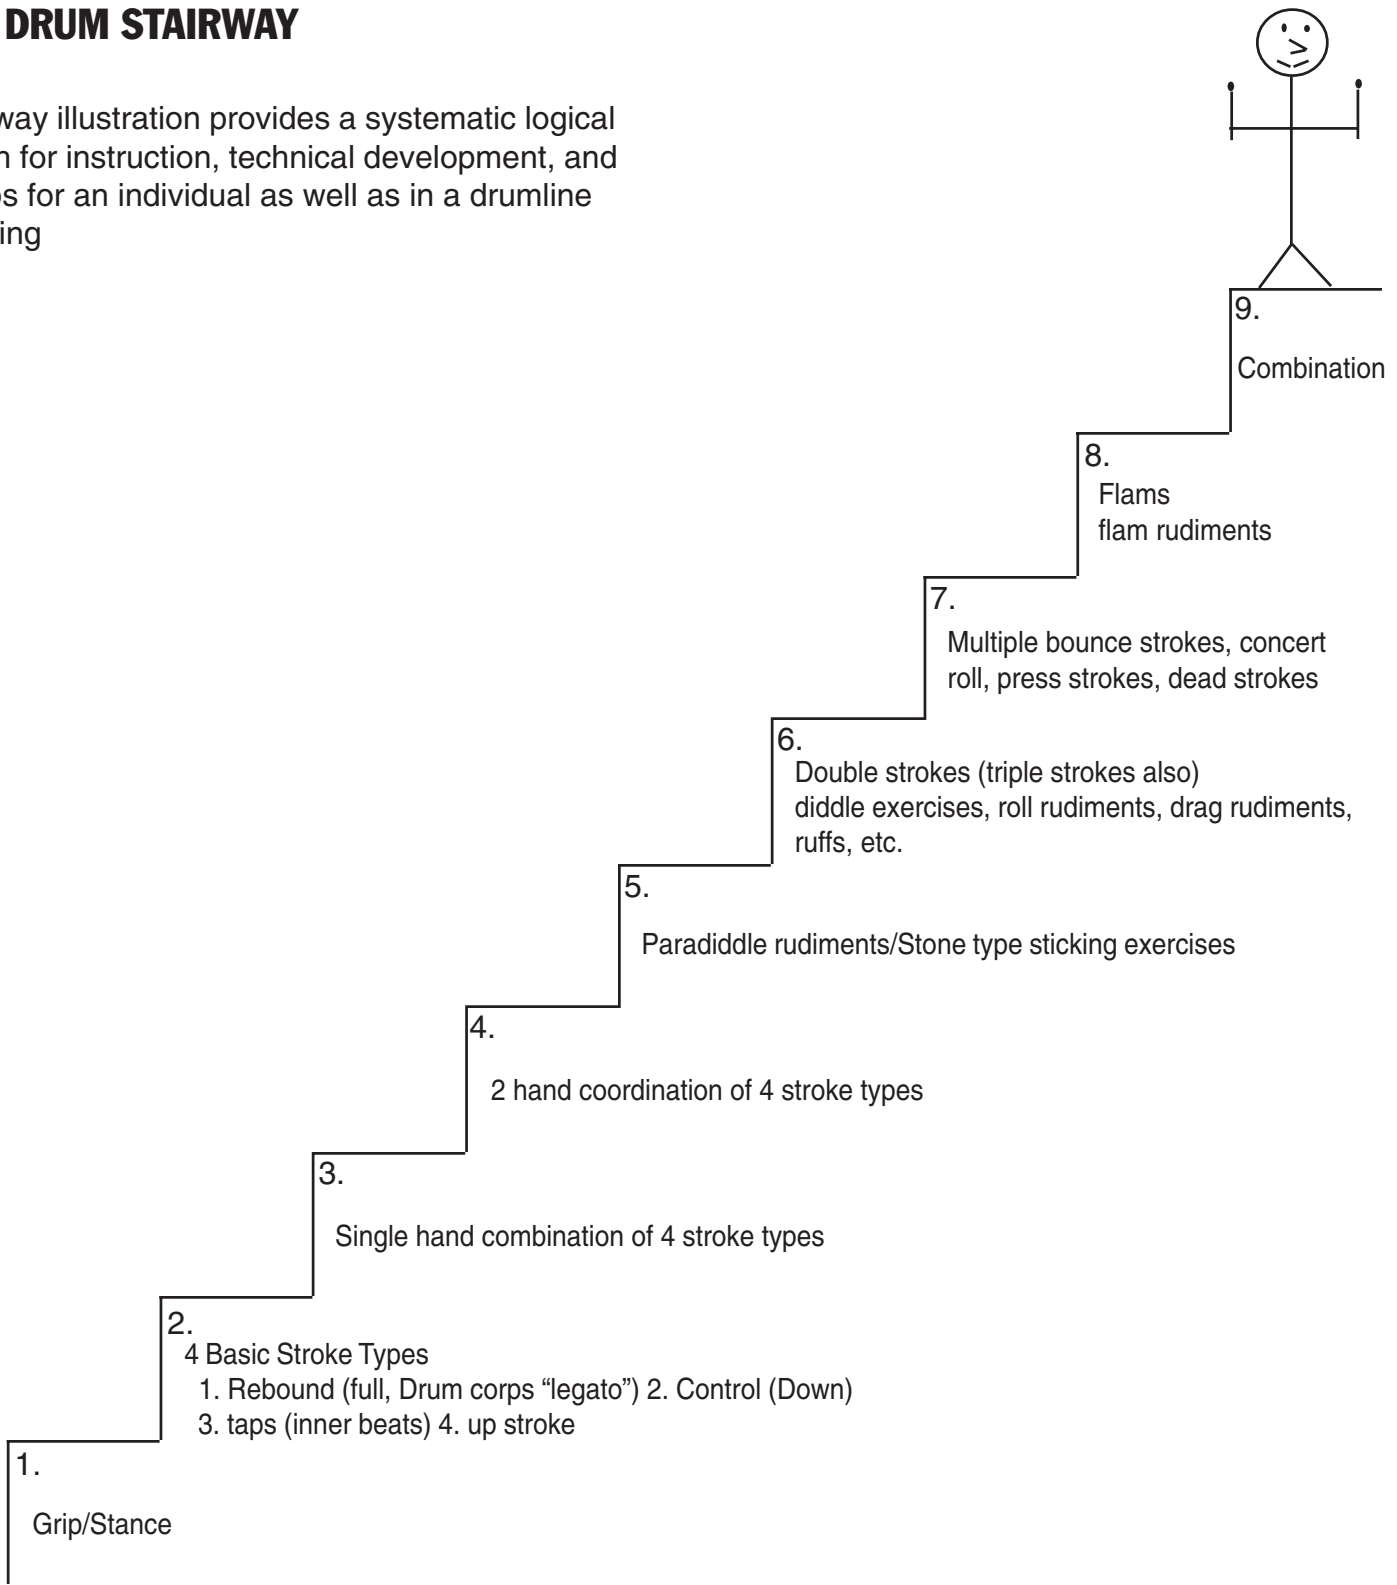 DRUM STAIRWAY
way illustration provides a systematic logical
n for instruction, technical development, and
os for an individual as well as in a drumline
ing
9.
Combination
8.
Flams
flam rudiments
7.
Multiple bounce strokes, concert
roll, press strokes, dead strokes
6.
Double strokes (triple strokes also)
diddle exercises, roll rudiments, drag rudiments,
ruffs, etc.
5.
Paradiddle rudiments/Stone type sticking exercises
4.
2 hand coordination of 4 stroke types
3.
Single hand combination of 4 stroke types
2.
4 Basic Stroke Types
1. Rebound (full, Drum corps “legato”) 2. Control (Down)
3. taps (inner beats) 4. up stroke
1.
Grip/Stance